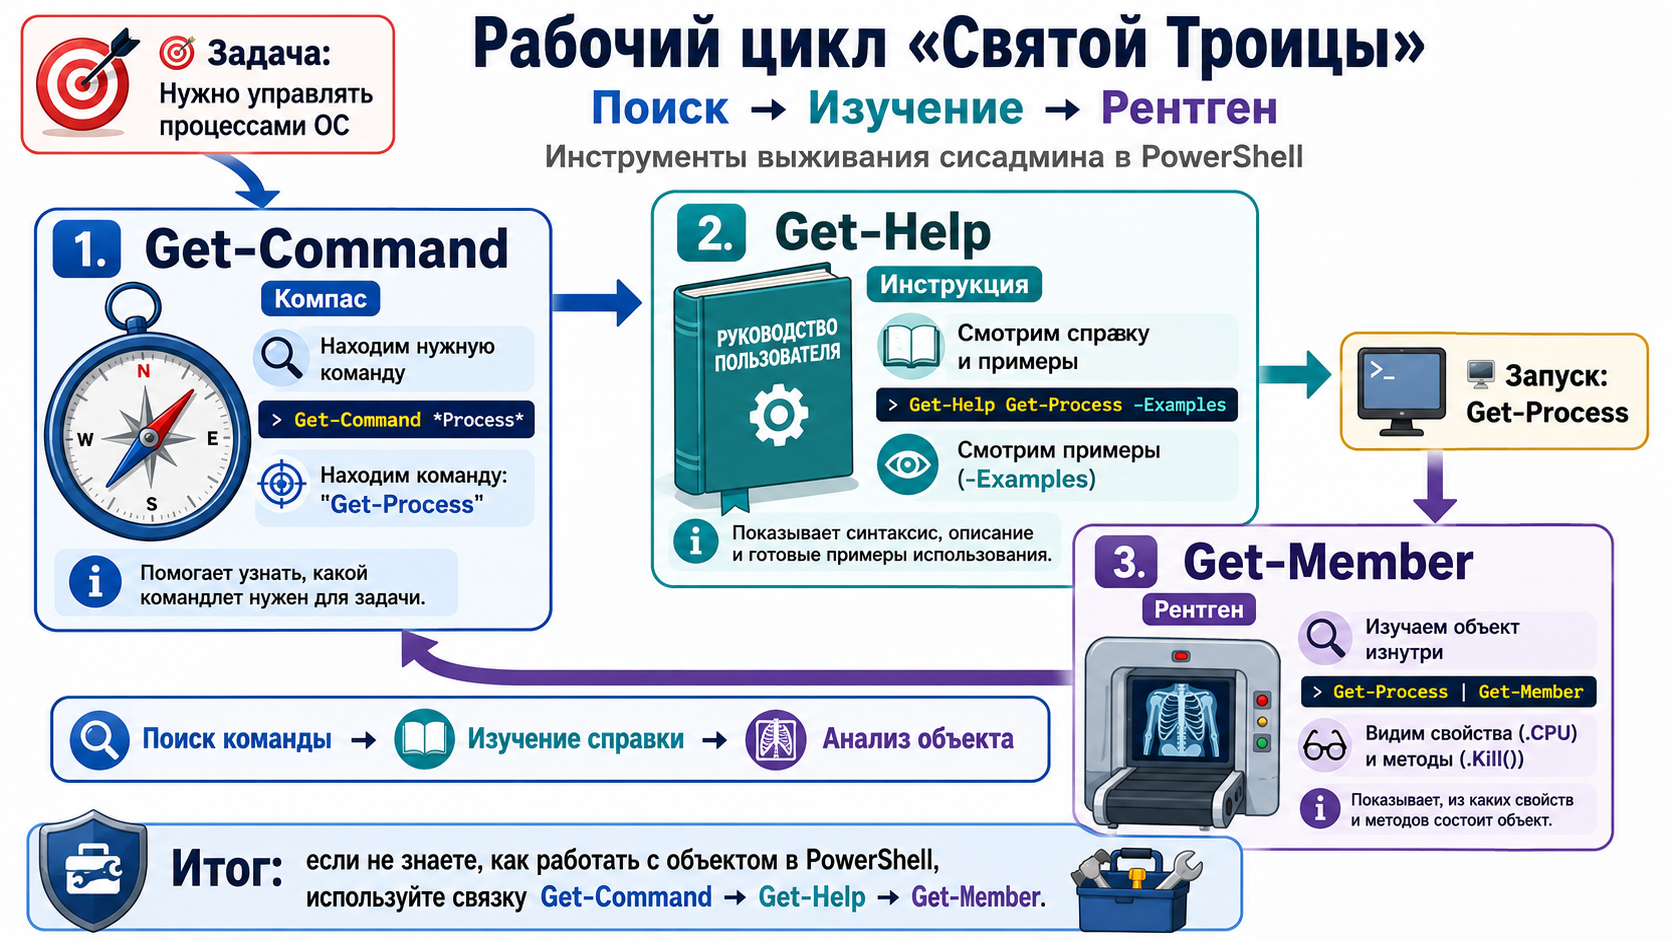 Задача:
Нужно управлять
процессами ОС
Рабочий цикл «Святой Троицы»
Поиск → Изучение → Рентген
Инструменты выживания сисадмина в PowerShell
1. Get-Command
Компас
N
W
E
S
Находим нужную
команду
> Get-Command *Process*
Находим команду:
"Get-Process"
i
Помогает узнать, какой
командлет нужен для задачи.
2. Get-Help
Инструкция
РУКОВОДСТВО
ПОЛЬЗОВАТЕЛЯ
Смотрим справку
и примеры
> Get-Help Get-Process -Examples
Смотрим примеры
(-Examples)
i
Показывает синтаксис, описание
и готовые примеры использования.
>_
Запуск:
Get-Process
3. Get-Member
Рентген
Изучаем объект
изнутри
> Get-Process | Get-Member
Видим свойства (.CPU)
и методы (.Kill())
i
Показывает, из каких свойств
и методов состоит объект.
Поиск команды → Изучение справки → Анализ объекта
Итог:
если не знаете, как работать с объектом в PowerShell,
используйте связку Get-Command → Get-Help → Get-Member.